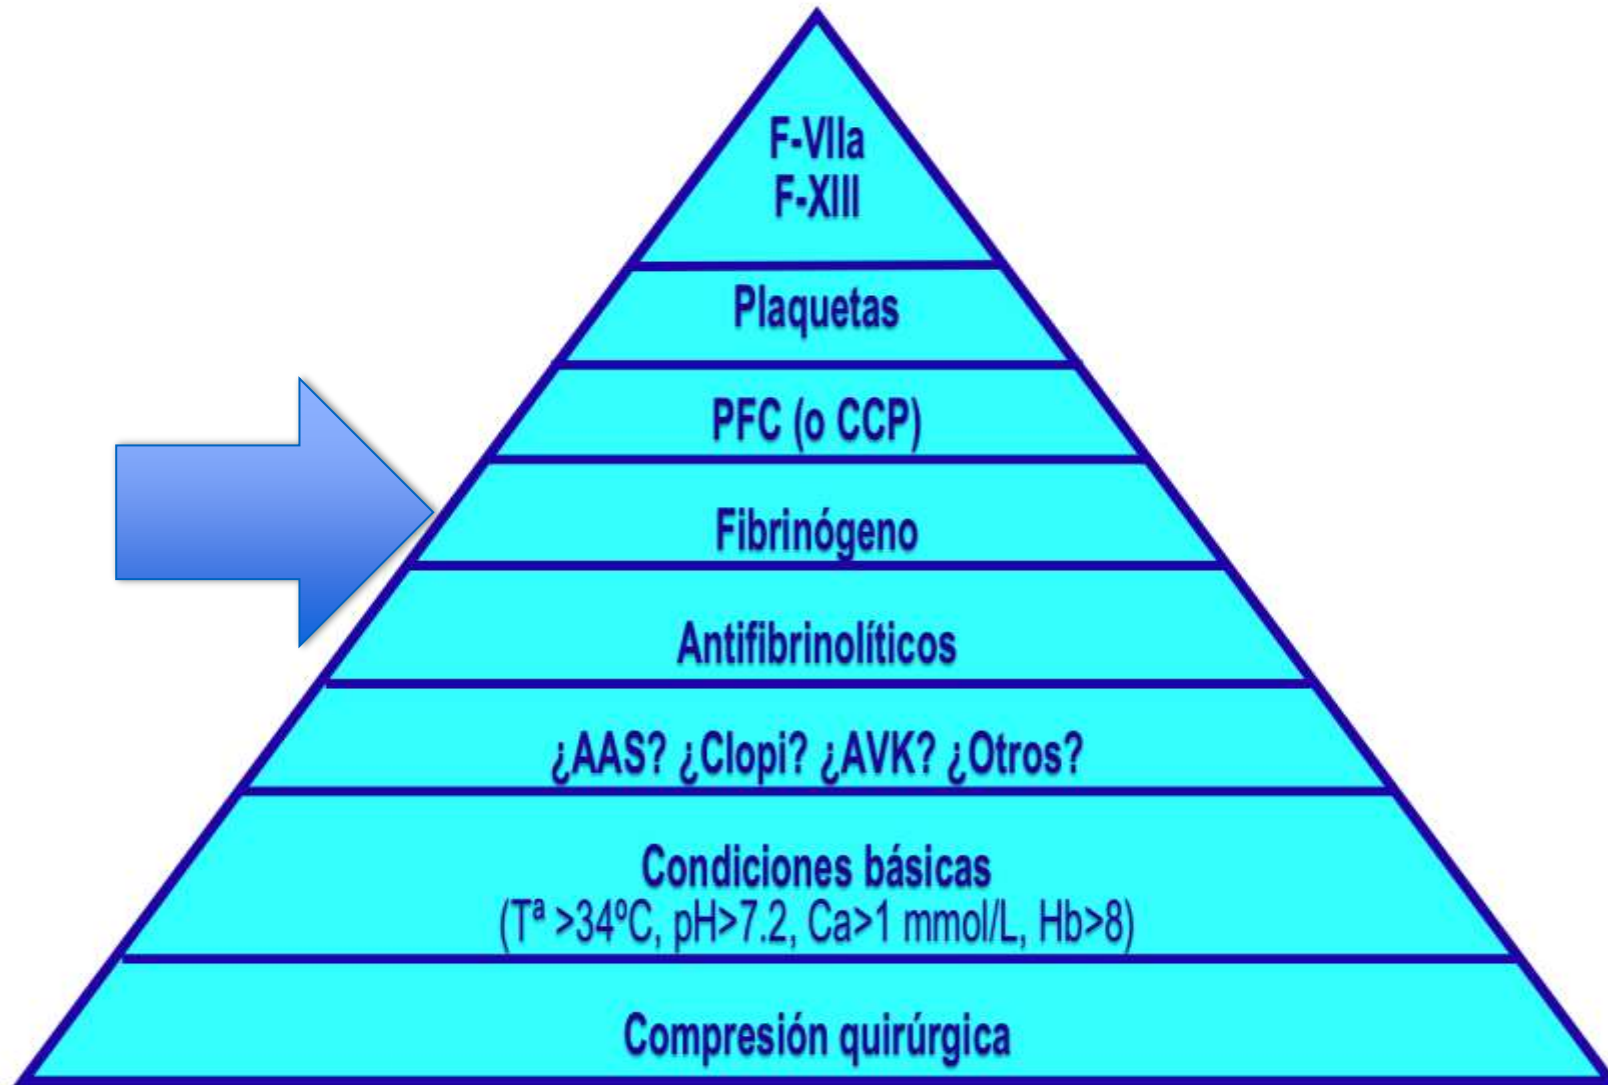 F-VIIa
F-XIII
Plaquetas
PFC (o CCP)
Fibrinógeno
Antifibrinolíticos
¿AAS? ¿Clopi? ¿AVK? ¿Otros?
Condiciones básicas
(Tª >34ºC, pH>7.2, Ca>1 mmol/L, Hb>8)
Compresión quirúrgica